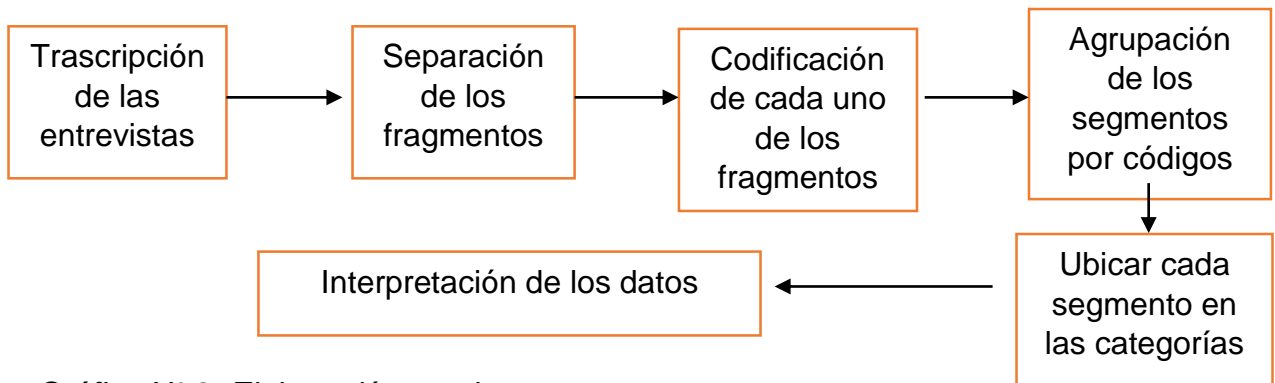 Trascripción
de las
entrevistas
Separación
de los
fragmentos
Codificación
de cada uno
de los
fragmentos
Agrupación
de los
segmentos
por códigos
Ubicar cada
segmento en
las categorías
Interpretación de los datos